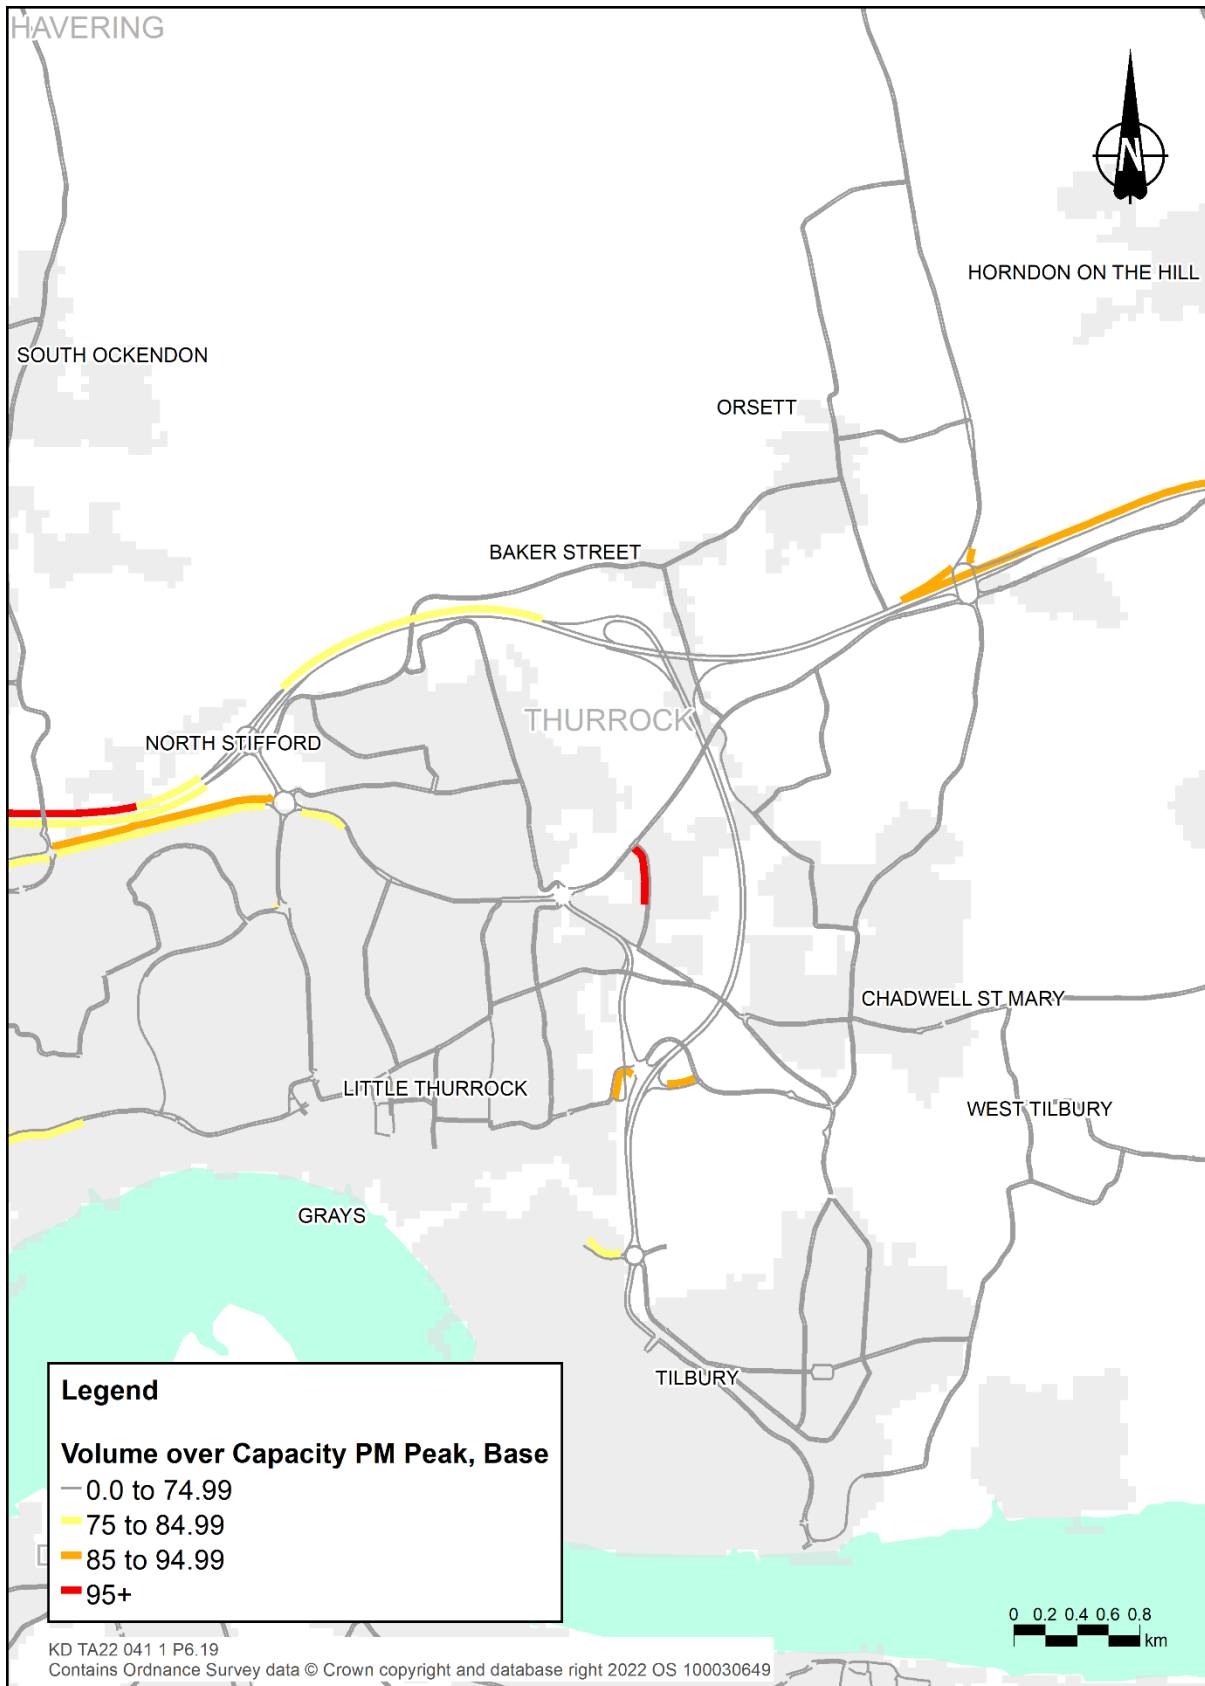 HAVERING
N
HORNDON ON THE HILL
SOUTH OCKENDON
ORSETT
BAKER STREET
THURROCK
NORTH STIFFORD
CHADWELL ST MARY
LITTLE THURROCK
WEST TILBURY
GRAYS
TILBURY
Legend
Volume over Capacity PM Peak, Base
0.0 to 74.99
75 to 84.99
85 to 94.99
95+
0 0.2 0.4 0.6 0.8
km
KD TA22 041 1 P6.19
Contains Ordnance Survey data © Crown copyright and database right 2022 OS 100030649